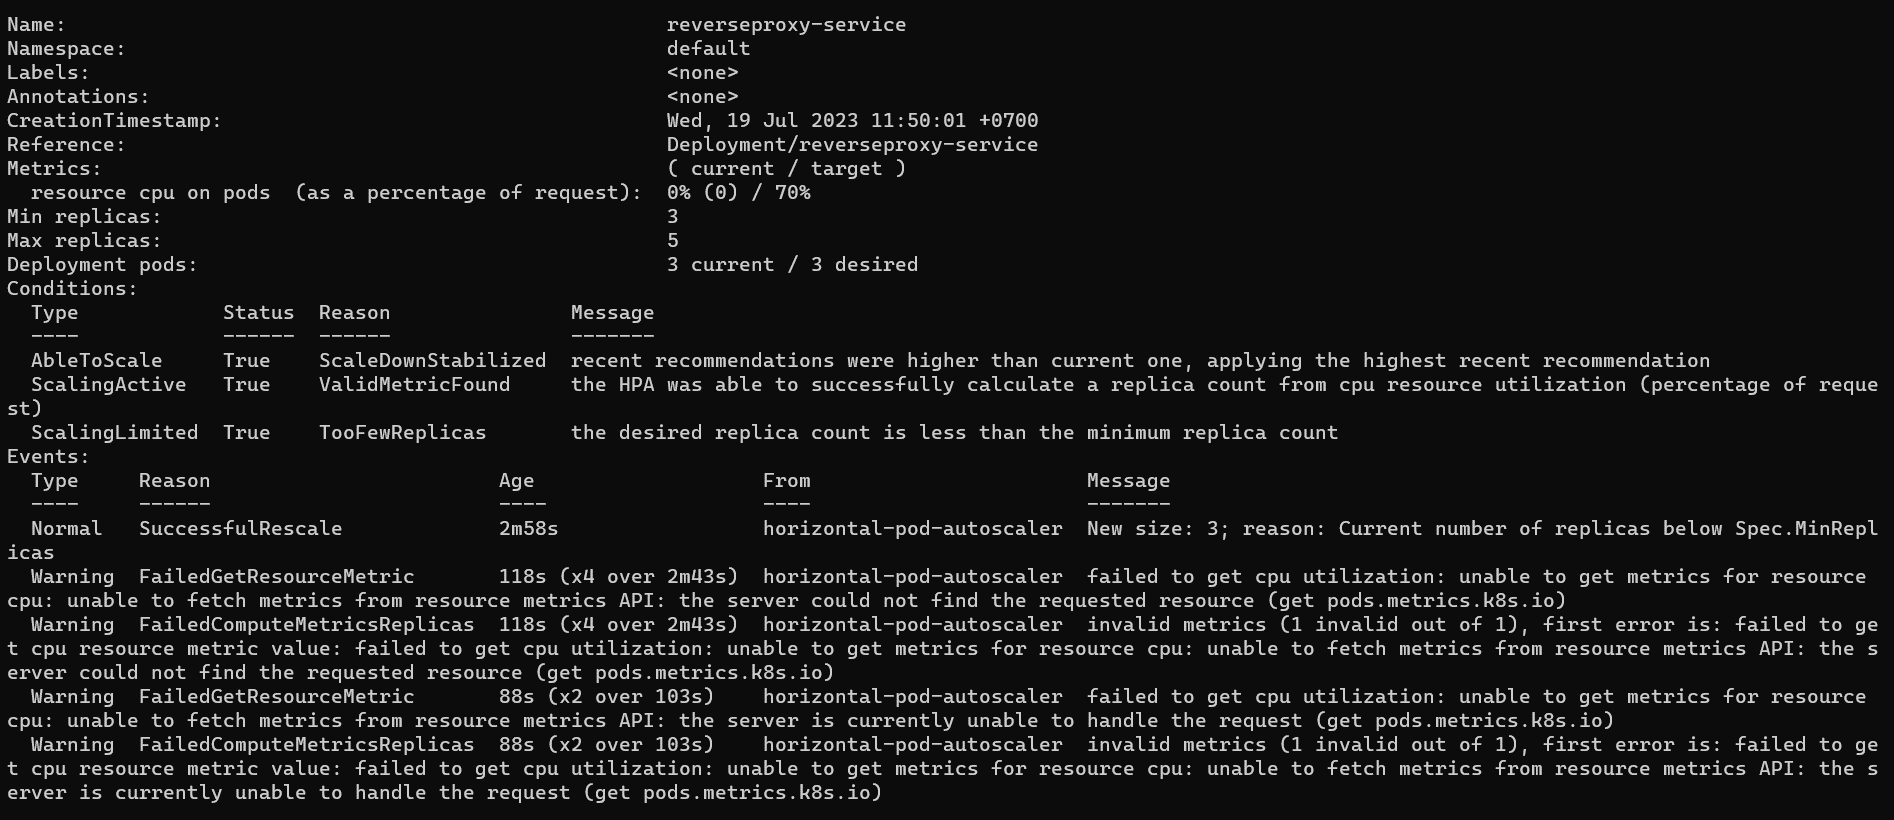 Name:                                                  reverseproxy-service
Namespace:                                             default
Labels:                                                <none>
Annotations:                                           <none>
CreationTimestamp:                                     Wed, 19 Jul 2023 11:50:01 +0700
Reference:                                             Deployment/reverseproxy-service
Metrics:                                               ( current / target )
  resource cpu on pods  (as a percentage of request):  0% (0) / 70%
Min replicas:                                          3
Max replicas:                                          5
Deployment pods:                                       3 current / 3 desired
Conditions:
  Type            Status  Reason               Message
  ----            ------  ------               -------
  AbleToScale     True    ScaleDownStabilized  recent recommendations were higher than current one, applying the highest recent recommendation
  ScalingActive   True    ValidMetricFound     the HPA was able to successfully calculate a replica count from cpu resource utilization (percentage of reque
st)
  ScalingLimited  True    TooFewReplicas       the desired replica count is less than the minimum replica count
Events:
  Type     Reason                        Age                   From                       Message
  ----     ------                        ----                  ----                       -------
  Normal   SuccessfulRescale             2m58s                 horizontal-pod-autoscaler  New size: 3; reason: Current number of replicas below Spec.MinRepl
icas
  Warning  FailedGetResourceMetric       118s (x4 over 2m43s)  horizontal-pod-autoscaler  failed to get cpu utilization: unable to get metrics for resource
cpu: unable to fetch metrics from resource metrics API: the server could not find the requested resource (get pods.metrics.k8s.io)
  Warning  FailedComputeMetricsReplicas  118s (x4 over 2m43s)  horizontal-pod-autoscaler  invalid metrics (1 invalid out of 1), first error is: failed to ge
t cpu resource metric value: failed to get cpu utilization: unable to get metrics for resource cpu: unable to fetch metrics from resource metrics API: the s
erver could not find the requested resource (get pods.metrics.k8s.io)
  Warning  FailedGetResourceMetric       88s (x2 over 103s)    horizontal-pod-autoscaler  failed to get cpu utilization: unable to get metrics for resource
cpu: unable to fetch metrics from resource metrics API: the server is currently unable to handle the request (get pods.metrics.k8s.io)
  Warning  FailedComputeMetricsReplicas  88s (x2 over 103s)    horizontal-pod-autoscaler  invalid metrics (1 invalid out of 1), first error is: failed to ge
t cpu resource metric value: failed to get cpu utilization: unable to get metrics for resource cpu: unable to fetch metrics from resource metrics API: the s
erver is currently unable to handle the request (get pods.metrics.k8s.io)